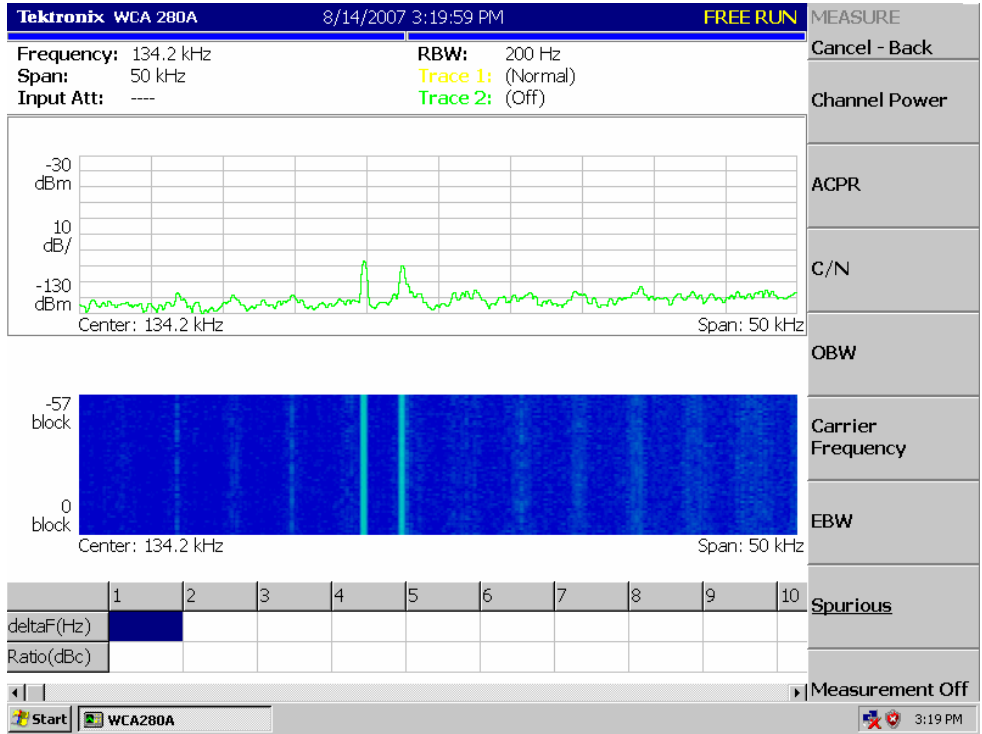 Tektronix WCA 280A 8/14/2007 3:19:59 PM FREE RUN
Frequency: 134.2 kHz RBW: 200 Hz
Span: 50 kHz Trace 1: (Normal)
Input Att: ---- Trace 2: (Off)
-30
dBm
10
dB/
-130
dBm
Center: 134.2 kHz Span: 50 kHz
-57
block
0
block
Center: 134.2 kHz Span: 50 kHz
1 2 3 4 5 6 7 8 9 10
deltaF(Hz)
Ratio(dBc)
MEASURE
Cancel - Back
Channel Power
ACPR
C/N
OBW
Carrier
Frequency
EBW
Spurious
Measurement Off
Start WCA280A 3:19 PM